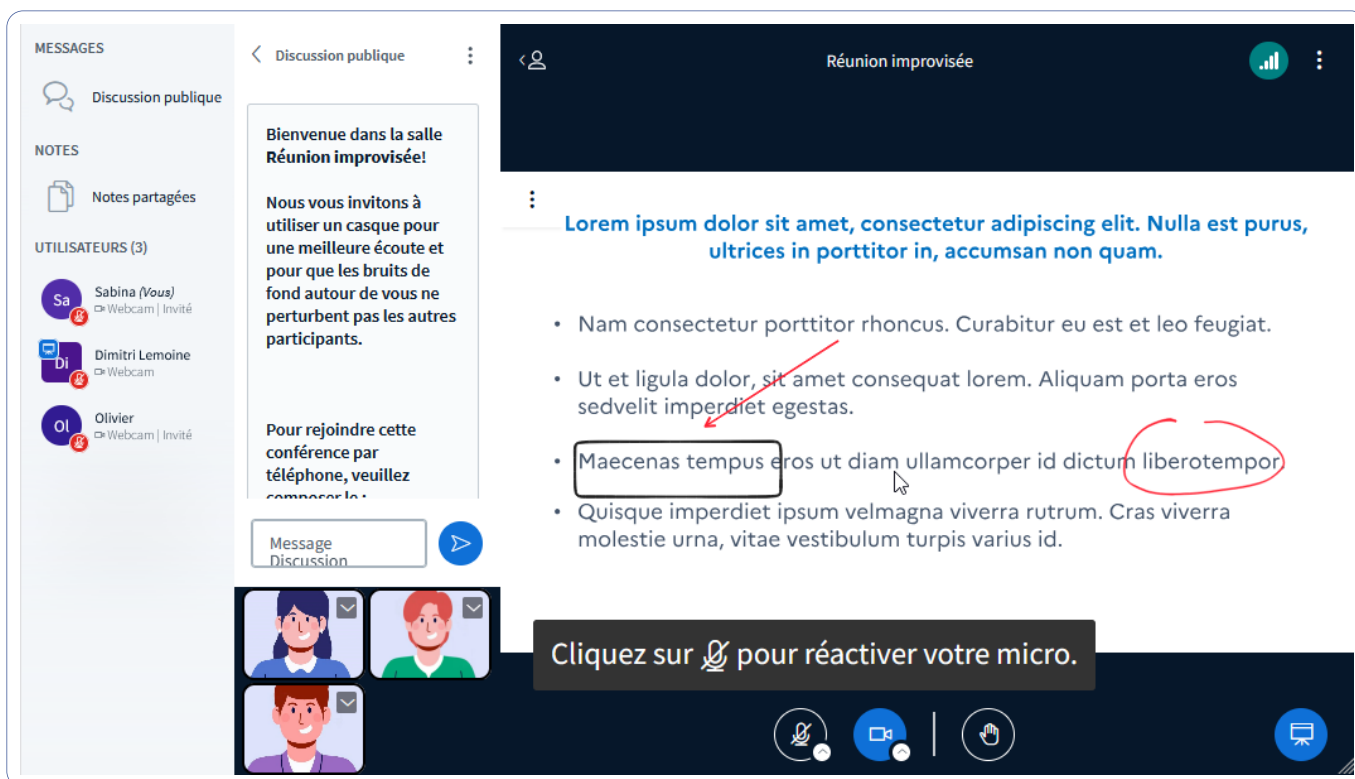 MESSAGES
Discussion publique
NOTES
Notes partagées
UTILISATEURS (3)
Sa
Sabina (Vous)
Webcam | Invité
Di
Dimitri Lemoine
Webcam
Ol
Olivier
Webcam | Invité
Discussion publique
Bienvenue dans la salle
Réunion improvisée!
Nous vous invitons à
utiliser un casque pour
une meilleure écoute et
pour que les bruits de
fond autour de vous ne
perturbent pas les autres
participants.
Pour rejoindre cette
conférence par
téléphone, veuillez
composer le :
Message
Discussion
Réunion improvisée
Lorem ipsum dolor sit amet, consectetur adipiscing elit. Nulla est purus,
ultrices in porttitor in, accumsan non quam.
• Nam consectetur porttitor rhoncus. Curabitur eu est et leo feugiat.
• Ut et ligula dolor, sit amet consequat lorem. Aliquam porta eros
sedvelit imperdiet egestas.
• Maecenas tempus eros ut diam ullamcorper id dictum liberotempor.
• Quisque imperdiet ipsum velmagna viverra rutrum. Cras viverra
molestie urna, vitae vestibulum turpis varius id.
Cliquez sur pour réactiver votre micro.